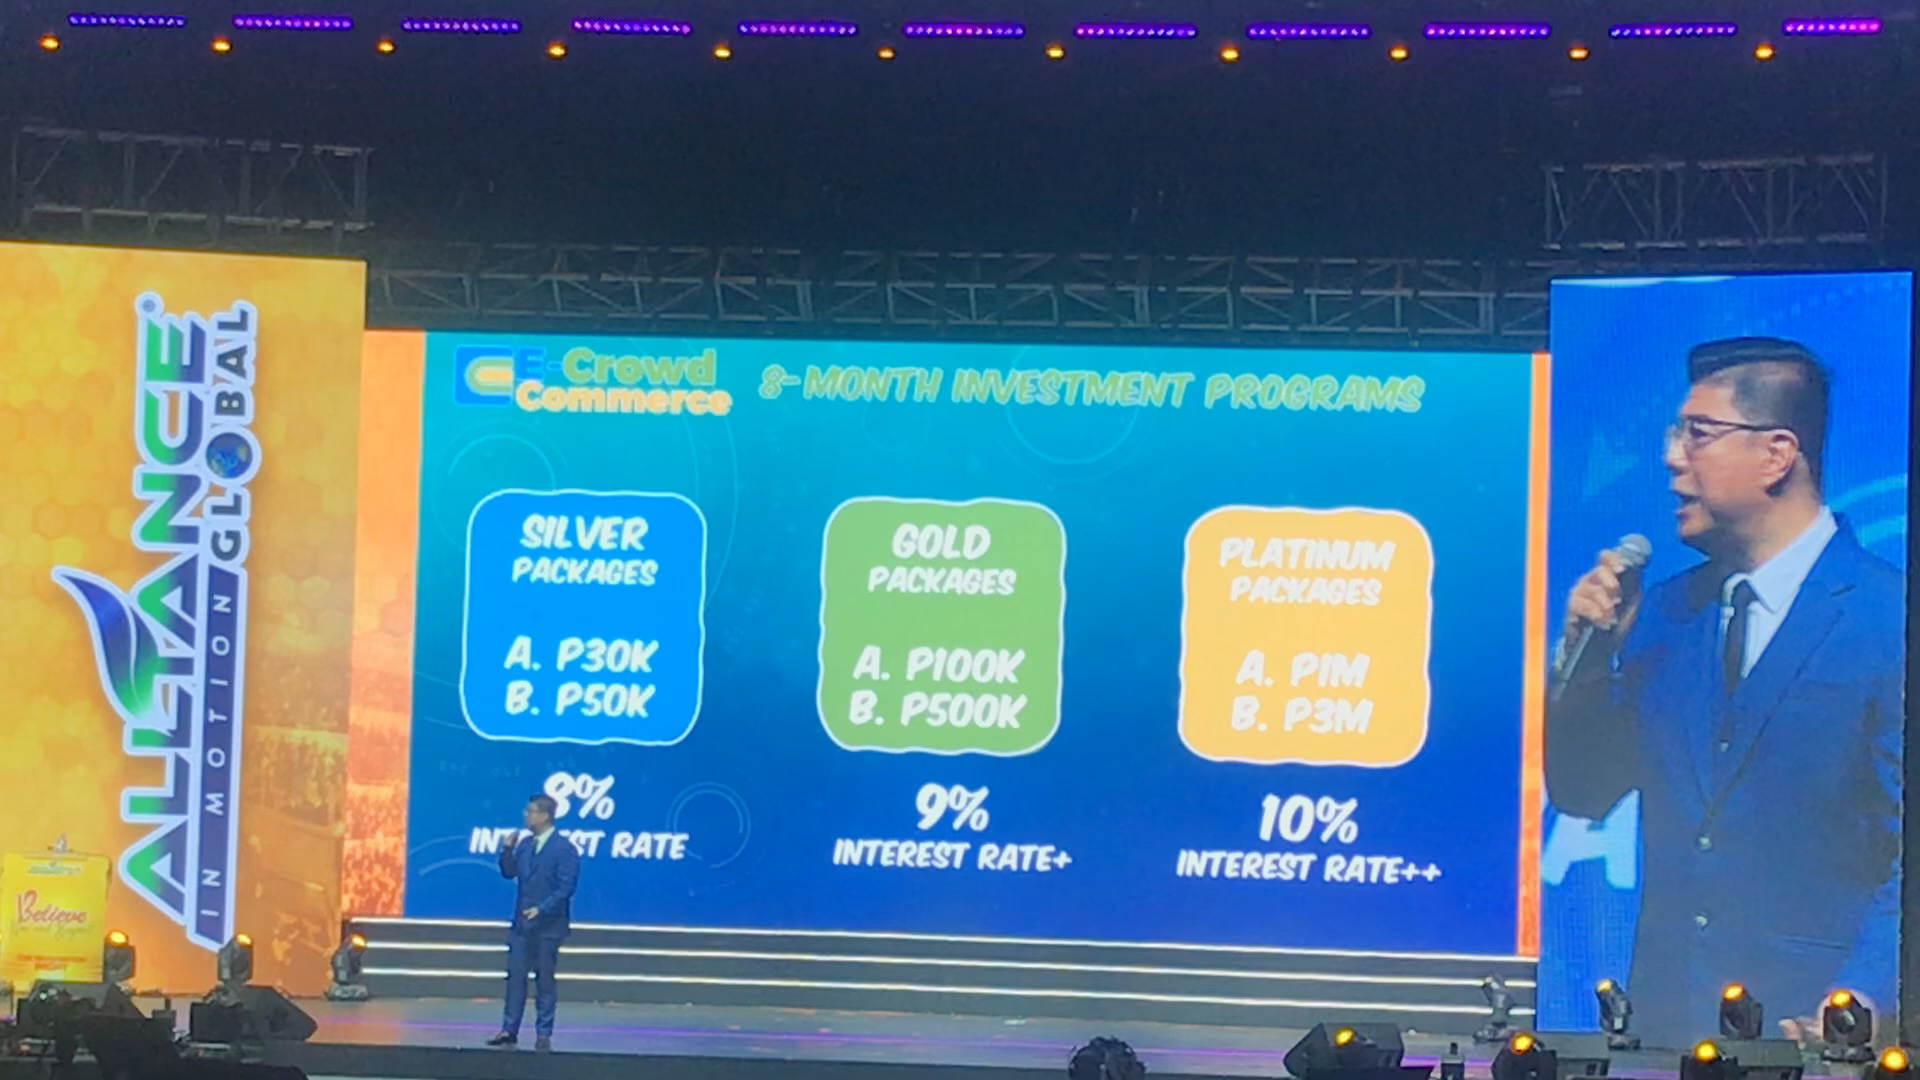 ALLIANCE®
IN MOTION GLOBAL
Believe
E-Crowd
Commerce
8-MONTH INVESTMENT PROGRAMS
SILVER
PACKAGES
A. P30K
B. P50K
8%
INTEREST RATE
GOLD
PACKAGES
A. P100K
B. P500K
9%
INTEREST RATE+
PLATINUM
PACKAGES
A. P1M
B. P3M
10%
INTEREST RATE++
A